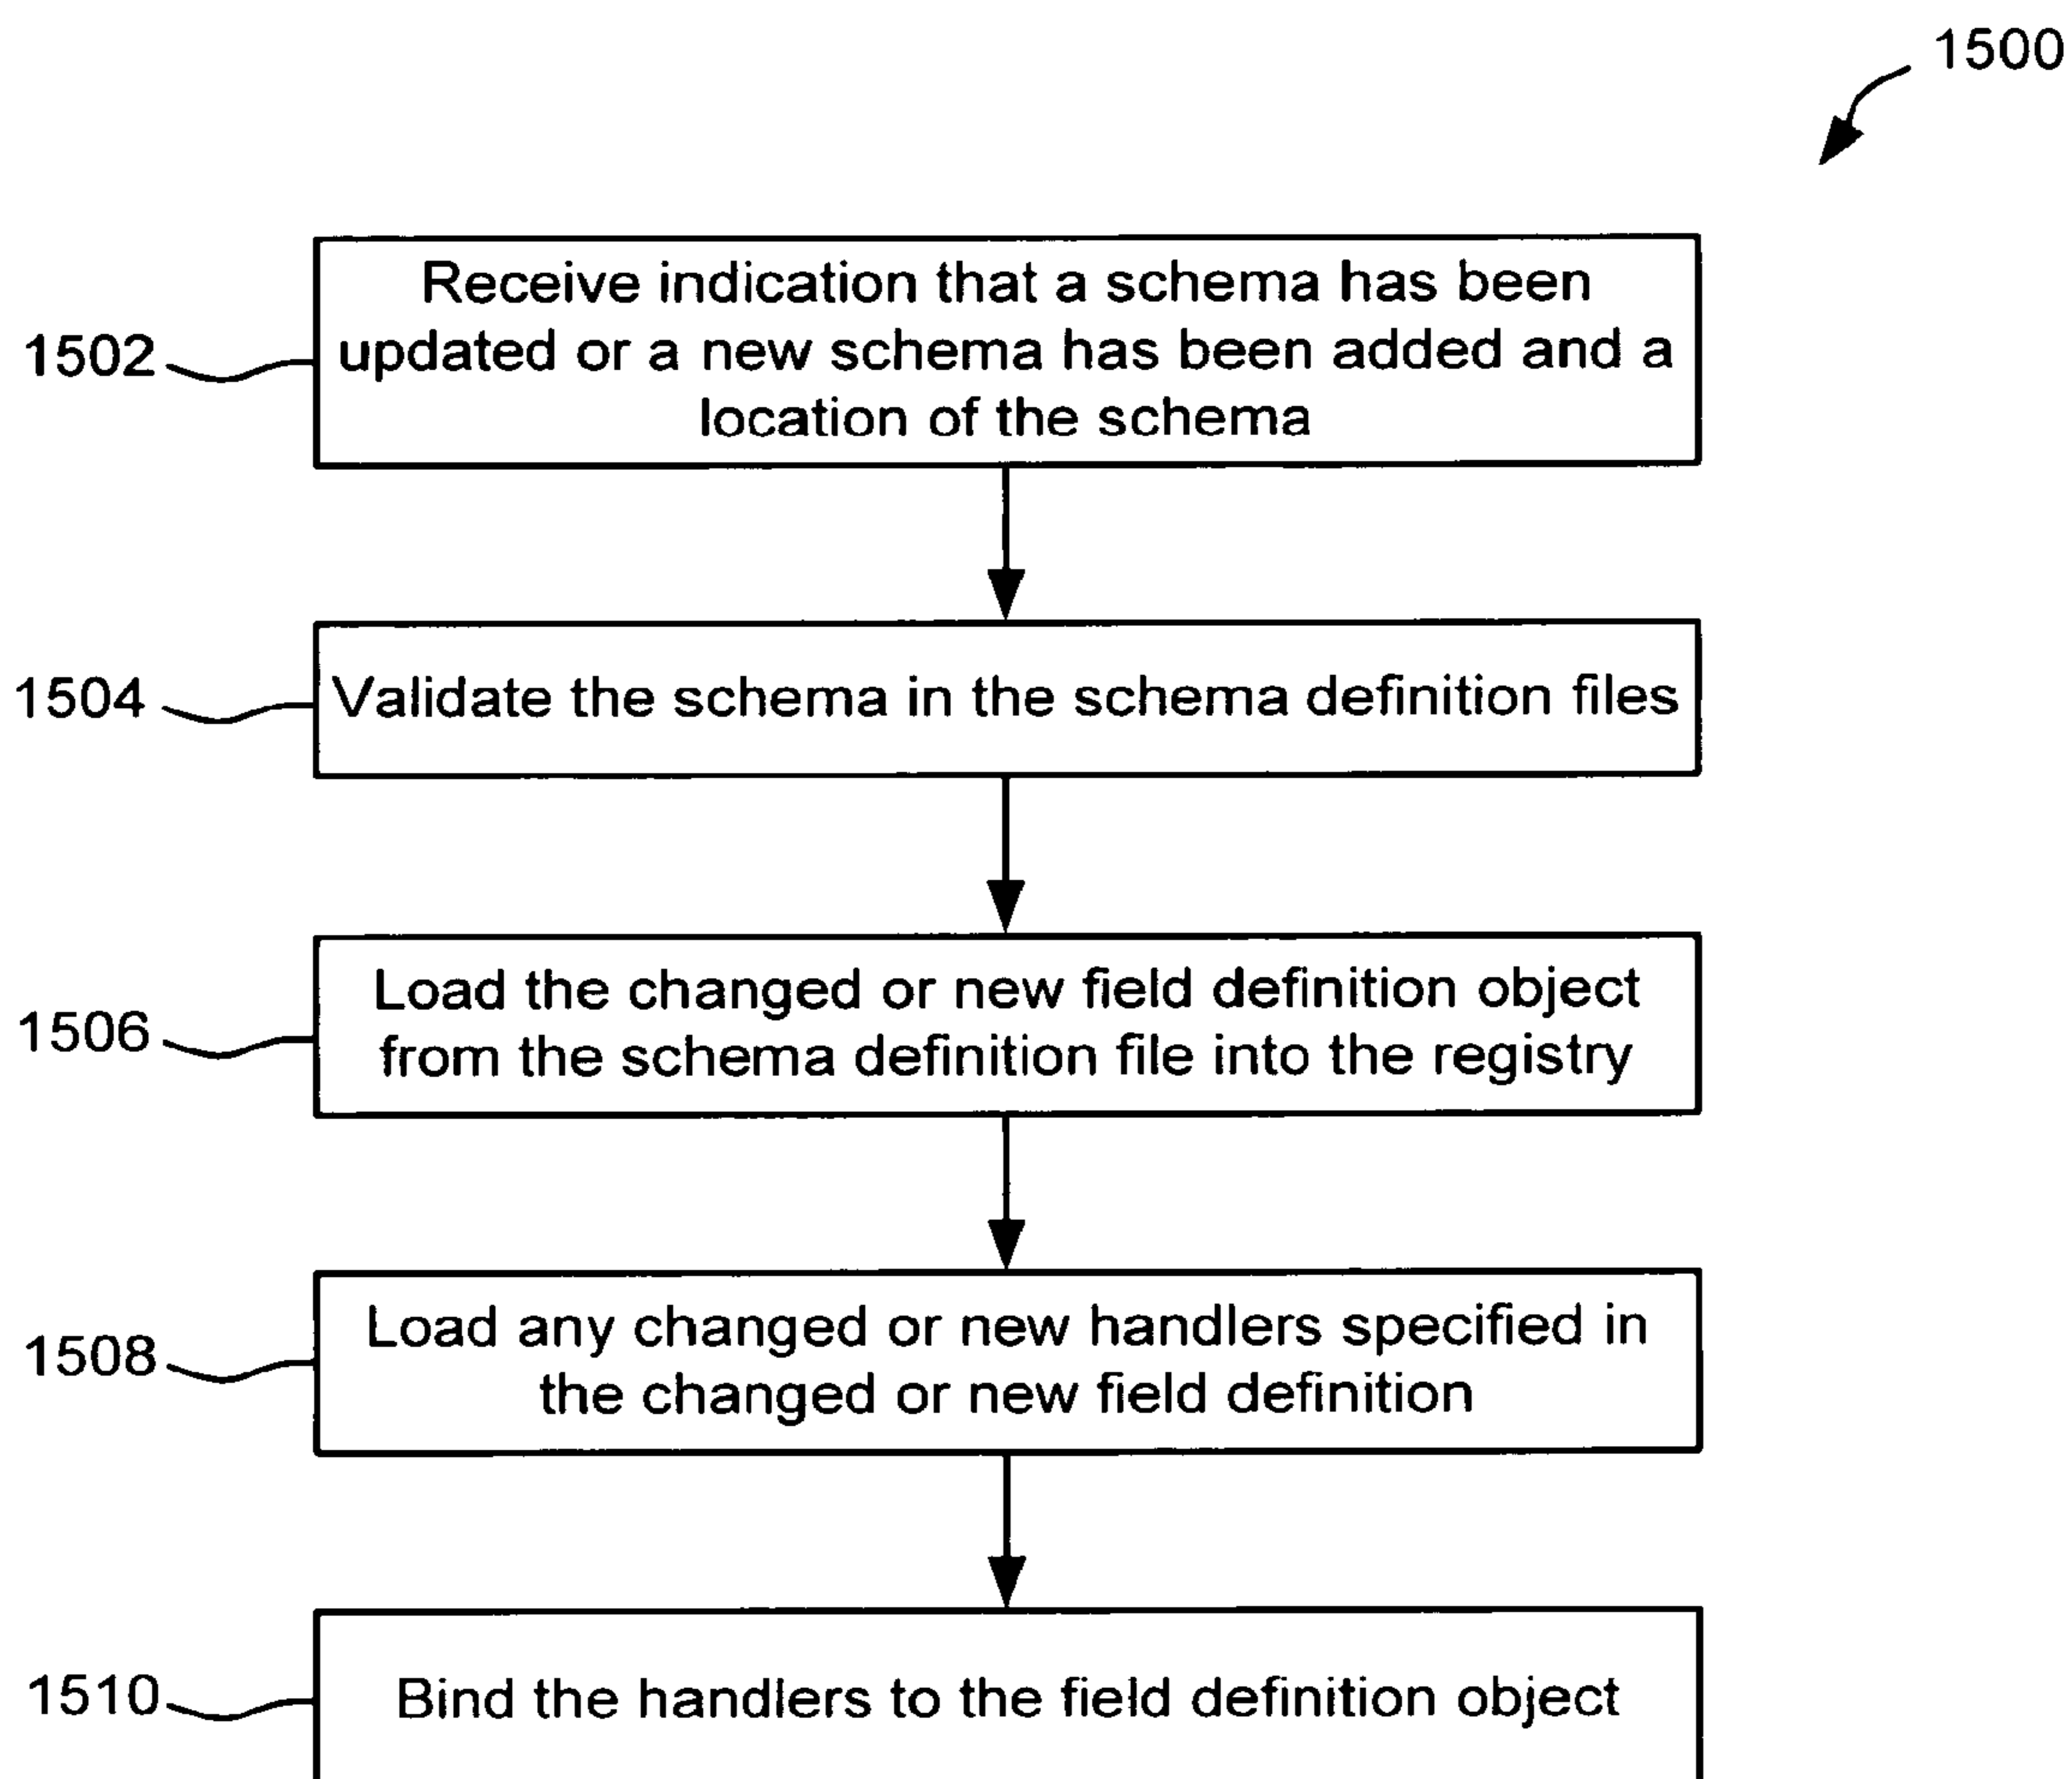 1500
1502
Receive indication that a schema has been
updated or a new schema has been added and a
location of the schema
1504
Validate the schema in the schema definition files
1506
Load the changed or new field definition object
from the schema definition file into the registry
1508
Load any changed or new handlers specified in
the changed or new field definition
1510
Bind the handlers to the field definition object